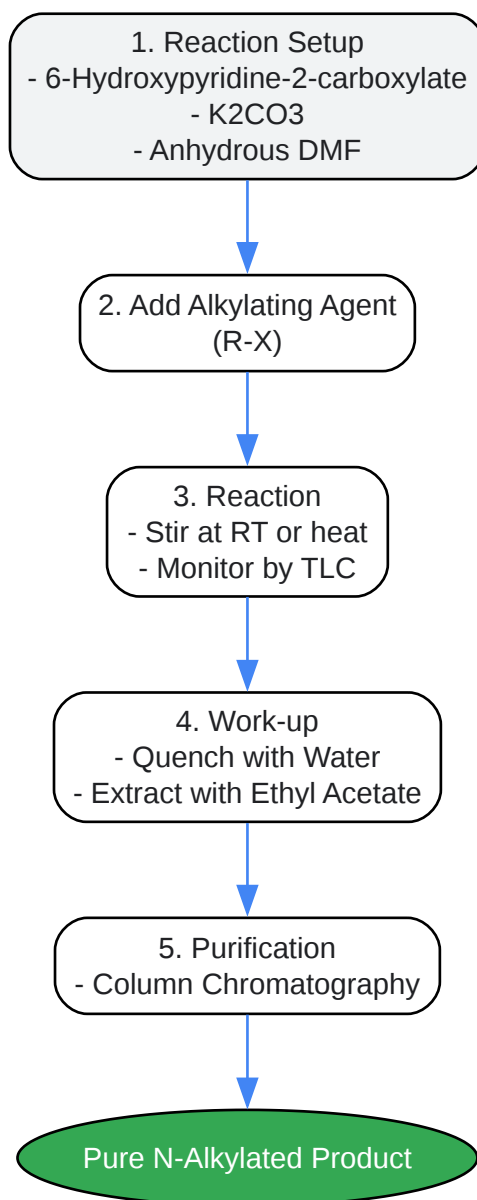 1. Reaction Setup
- 6-Hydroxypyridine-2-carboxylate
- K2CO3
- Anhydrous DMF
2. Add Alkylating Agent
(R-X)
3. Reaction
- Stir at RT or heat
- Monitor by TLC
4. Work-up
- Quench with Water
- Extract with Ethyl Acetate
5. Purification
- Column Chromatography
Pure N-Alkylated Product